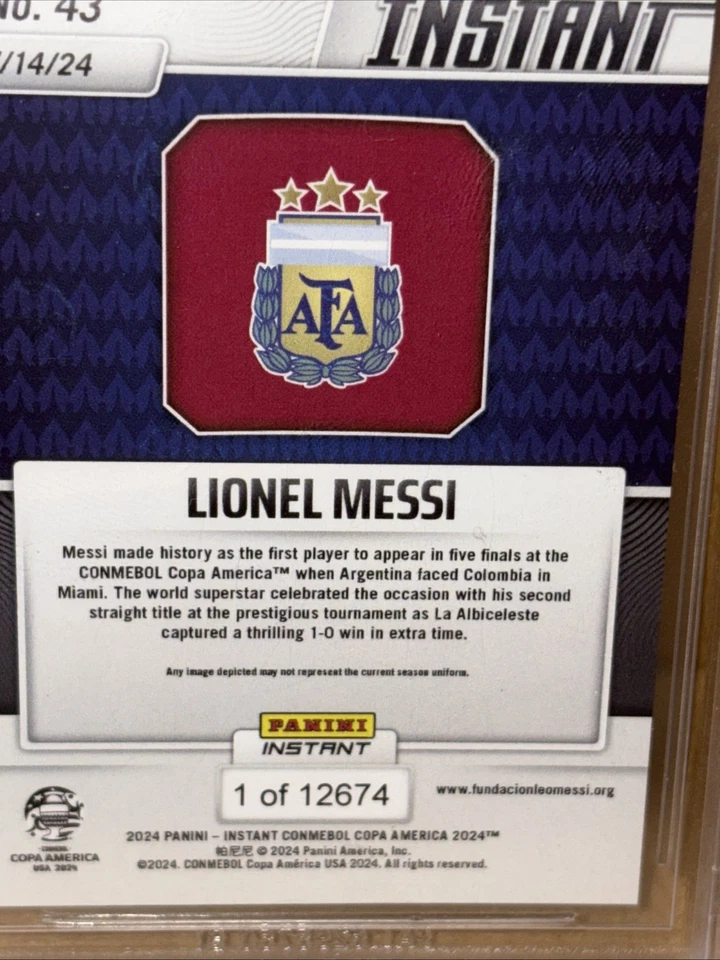 No. 43
INSTANT
/14/24
AFA
LIONEL MESSI
Messi made history as the first player to appear in five finals at the
CONMEBOL Copa America™ when Argentina faced Colombia in
Miami. The world superstar celebrated the occasion with his second
straight title at the prestigious tournament as La Albiceleste
captured a thrilling 1-0 win in extra time.
Any image depicted may not represent the current season uniform.
PANINI
INSTANT
1 of 12674
www.fundacionleomessi.org
CONMEBOL
COPA AMERICA
USA 2024
2024 PANINI – INSTANT CONMEBOL COPA AMERICA 2024™
帕尼尼 © 2024 Panini America, Inc.
©2024. CONMEBOL Copa América USA 2024. All rights reserved.